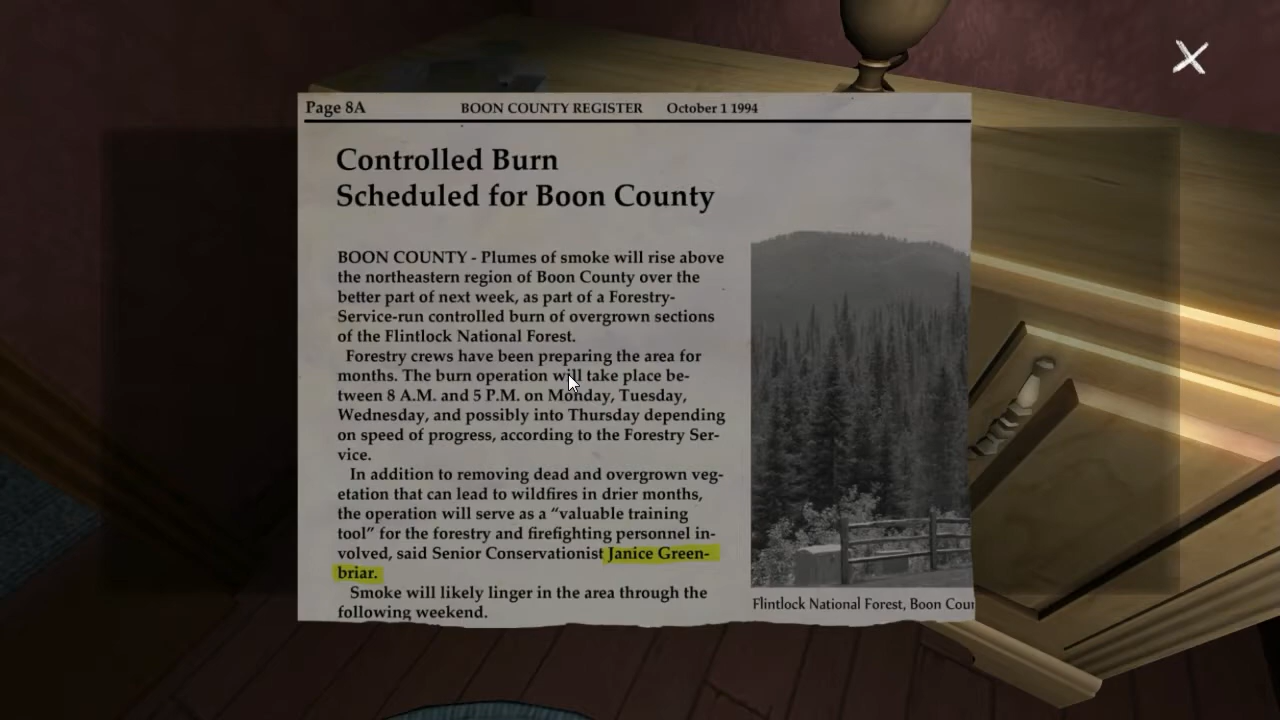 Page 8A BOON COUNTY REGISTER October 1 1994
Controlled Burn
Scheduled for Boon County
BOON COUNTY - Plumes of smoke will rise above
the northeastern region of Boon County over the
better part of next week, as part of a Forestry-
Service-run controlled burn of overgrown sections
of the Flintlock National Forest.
Forestry crews have been preparing the area for
months. The burn operation will take place be-
tween 8 A.M. and 5 P.M. on Monday, Tuesday,
Wednesday, and possibly into Thursday depending
on speed of progress, according to the Forestry Ser-
vice.
In addition to removing dead and overgrown veg-
etation that can lead to wildfires in drier months,
the operation will serve as a “valuable training
tool” for the forestry and firefighting personnel in-
volved, said Senior Conservationist Janice Green-
briar.
Smoke will likely linger in the area through the
following weekend.
Flintlock National Forest, Boon Coun